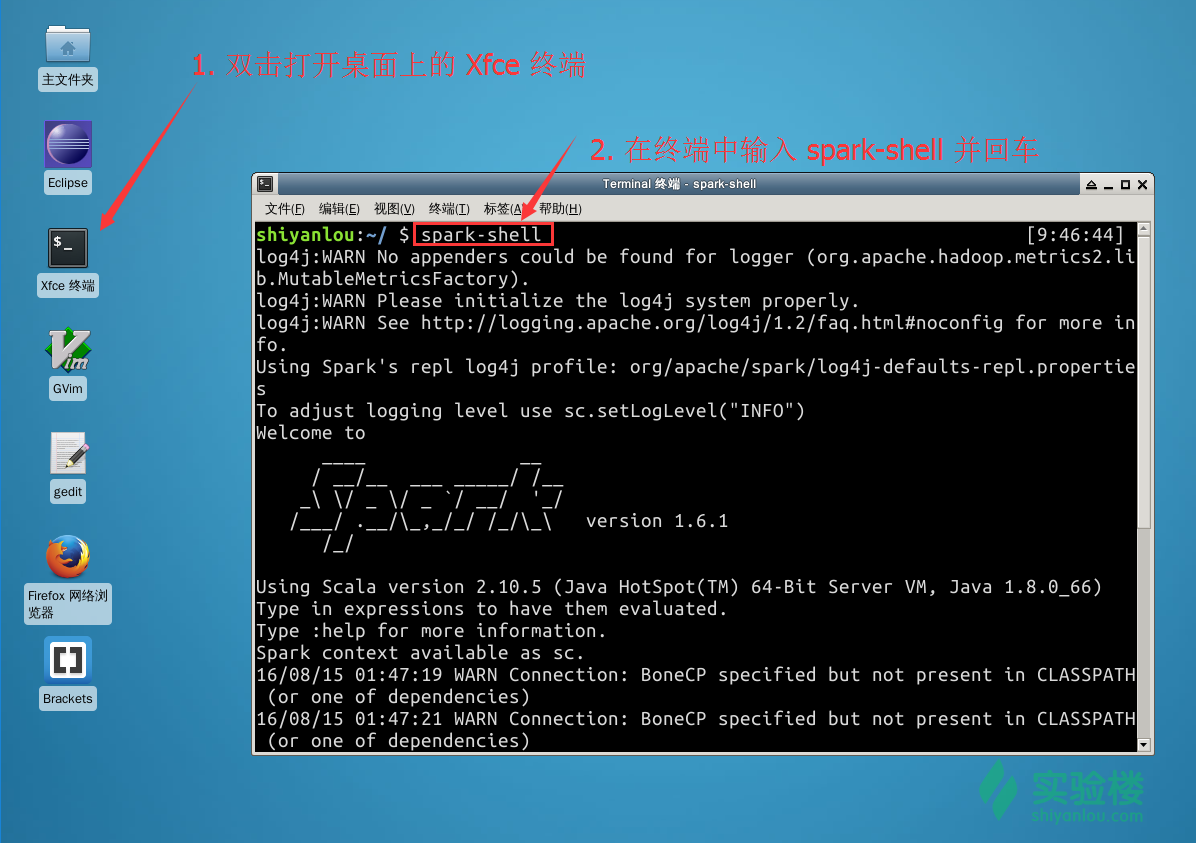 主文件夹
Eclipse
Xfce 终端
GVim
gedit
Firefox 网络浏
览器
Brackets
1. 双击打开桌面上的 Xfce 终端
2. 在终端中输入 spark-shell 并回车
Terminal 终端 - spark-shell
文件(F) 编辑(E) 视图(V) 终端(T) 标签(A) 帮助(H)
shiyanlou:~/ $ spark-shell [9:46:44]
log4j:WARN No appenders could be found for logger (org.apache.hadoop.metrics2.li
b.MutableMetricsFactory).
log4j:WARN Please initialize the log4j system properly.
log4j:WARN See http://logging.apache.org/log4j/1.2/faq.html#noconfig for more in
fo.
Using Spark's repl log4j profile: org/apache/spark/log4j-defaults-repl.propertie
s
To adjust logging level use sc.setLogLevel("INFO")
Welcome to
      ____              __
     / __/__  ___ _____/ /__
    _\ \/ _ \/ _ `/ __/  '_/
   /___/ .__/\_,_/_/ /_/\_\   version 1.6.1
      /_/
Using Scala version 2.10.5 (Java HotSpot(TM) 64-Bit Server VM, Java 1.8.0_66)
Type in expressions to have them evaluated.
Type :help for more information.
Spark context available as sc.
16/08/15 01:47:19 WARN Connection: BoneCP specified but not present in CLASSPATH
 (or one of dependencies)
16/08/15 01:47:21 WARN Connection: BoneCP specified but not present in CLASSPATH
 (or one of dependencies)
实验楼
shiyanlou.com